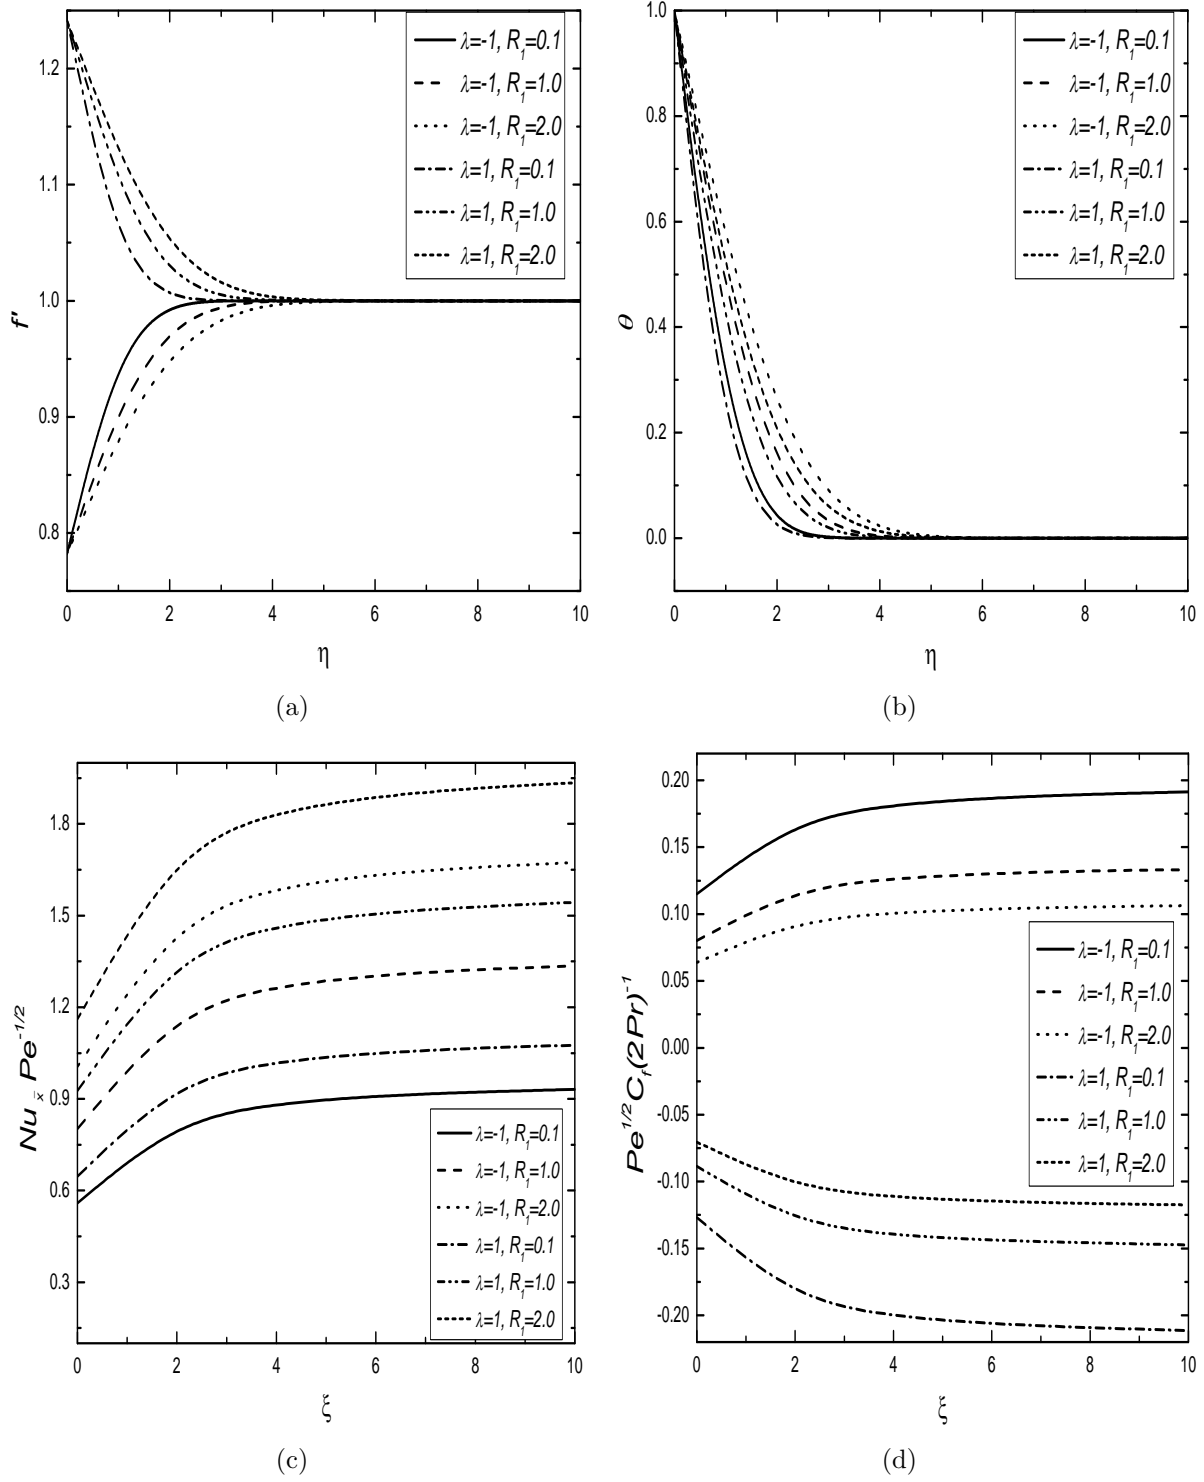 1.2
1.1
1.0
0.9
0.8
f'
0 2 4 6 8 10
η
λ=-1, R₁=0.1
λ=-1, R₁=1.0
λ=-1, R₁=2.0
λ=1, R₁=0.1
λ=1, R₁=1.0
λ=1, R₁=2.0
(a)
1.0
0.8
0.6
0.4
0.2
0.0
θ
0 2 4 6 8 10
η
λ=-1, R₁=0.1
λ=-1, R₁=1.0
λ=-1, R₁=2.0
λ=1, R₁=0.1
λ=1, R₁=1.0
λ=1, R₁=2.0
(b)
1.8
1.5
1.2
0.9
0.6
0.3
Nu_x̄ Pe^{-1/2}
0 2 4 6 8 10
ξ
λ=-1, R₁=0.1
λ=-1, R₁=1.0
λ=-1, R₁=2.0
λ=1, R₁=0.1
λ=1, R₁=1.0
λ=1, R₁=2.0
(c)
0.20
0.15
0.10
0.05
0.00
-0.05
-0.10
-0.15
-0.20
Pe^{1/2}C_f(2Pr)^{-1}
0 2 4 6 8 10
ξ
λ=-1, R₁=0.1
λ=-1, R₁=1.0
λ=-1, R₁=2.0
λ=1, R₁=0.1
λ=1, R₁=1.0
λ=1, R₁=2.0
(d)